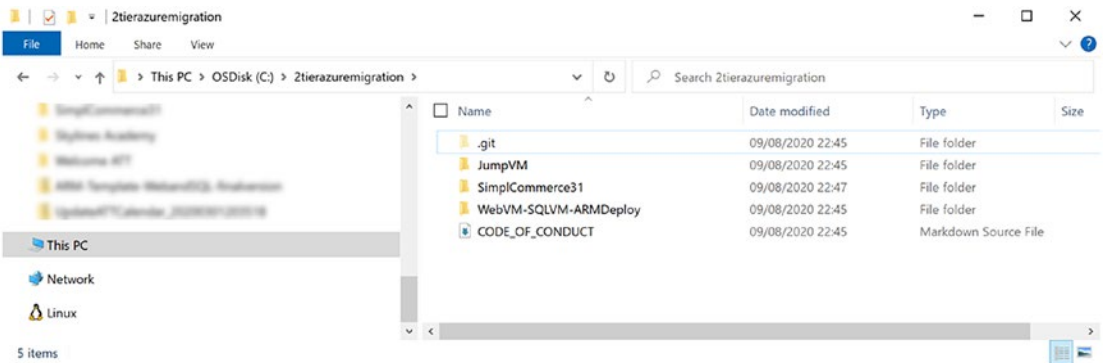 2tierazuremigration
File Home Share View
This PC > OSDisk (C:) > 2tierazuremigration >
Search 2tierazuremigration
Name Date modified Type Size
.git 09/08/2020 22:45 File folder
JumpVM 09/08/2020 22:45 File folder
SimplCommerce31 09/08/2020 22:47 File folder
WebVM-SQLVM-ARMDeploy 09/08/2020 22:45 File folder
CODE_OF_CONDUCT 09/08/2020 22:45 Markdown Source File
This PC
Network
Linux
5 items